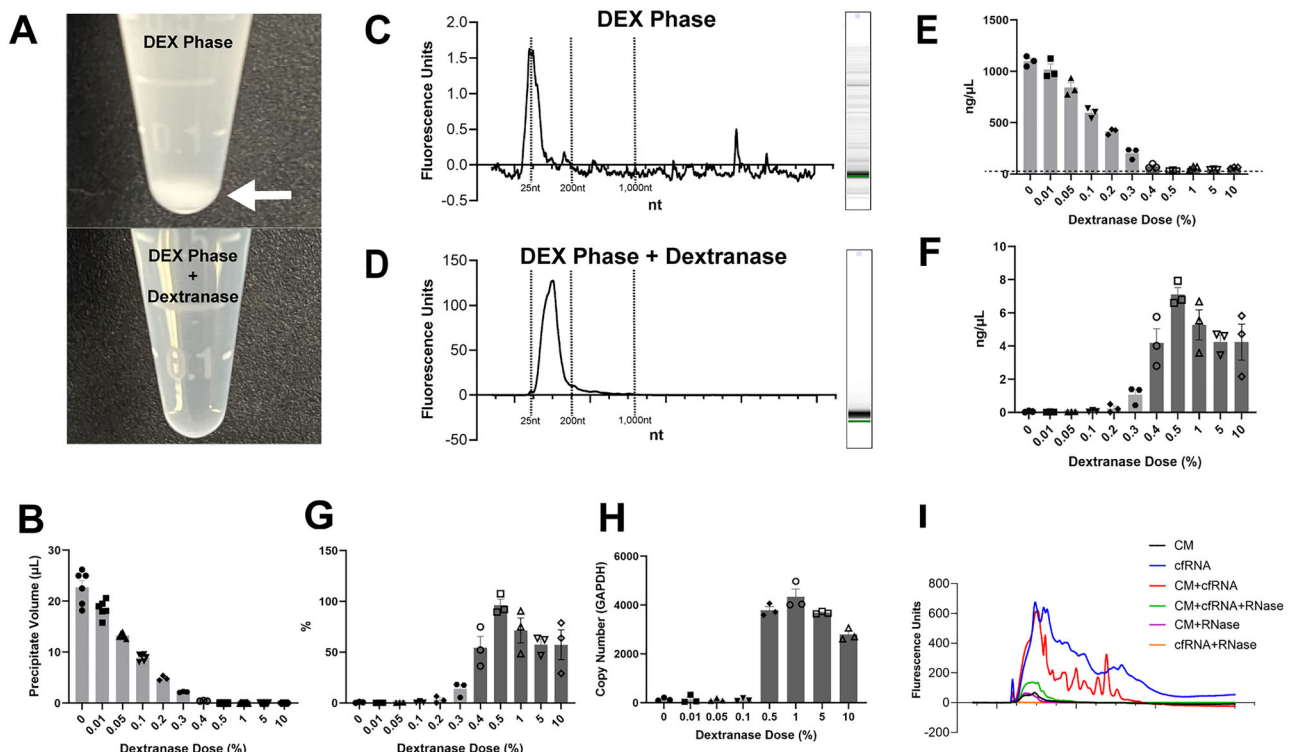 A
DEX Phase
0.1
DEX Phase
+
Dextranase
0.1
B
Precipitate Volume (µL)
30
20
10
0
0 0.01 0.05 0.1 0.2 0.3 0.4 0.5 1 5 10
Dextranase Dose (%)
C
DEX Phase
Fluorescence Units
2.0
1.5
1.0
0.5
0.0
-0.5
25nt 200nt 1,000nt
nt
D
DEX Phase + Dextranase
Fluorescence Units
150
100
50
0
-50
25nt 200nt 1,000nt
nt
E
ng/µL
1500
1000
500
0
0 0.01 0.05 0.1 0.2 0.3 0.4 0.5 1 5 10
Dextranase Dose (%)
F
ng/µL
10
8
6
4
2
0
0 0.01 0.05 0.1 0.2 0.3 0.4 0.5 1 5 10
Dextranase Dose (%)
G
%
150
100
50
0
0 0.01 0.05 0.1 0.2 0.3 0.4 0.5 1 5 10
Dextranase Dose (%)
H
Copy Number (GAPDH)
6000
4000
2000
0
0 0.01 0.05 0.1 0.5 1 5 10
Dextranase Dose (%)
I
Fluorescence Units
800
600
400
200
0
-200
CM
cfRNA
CM+cfRNA
CM+cfRNA+RNase
CM+RNase
cfRNA+RNase